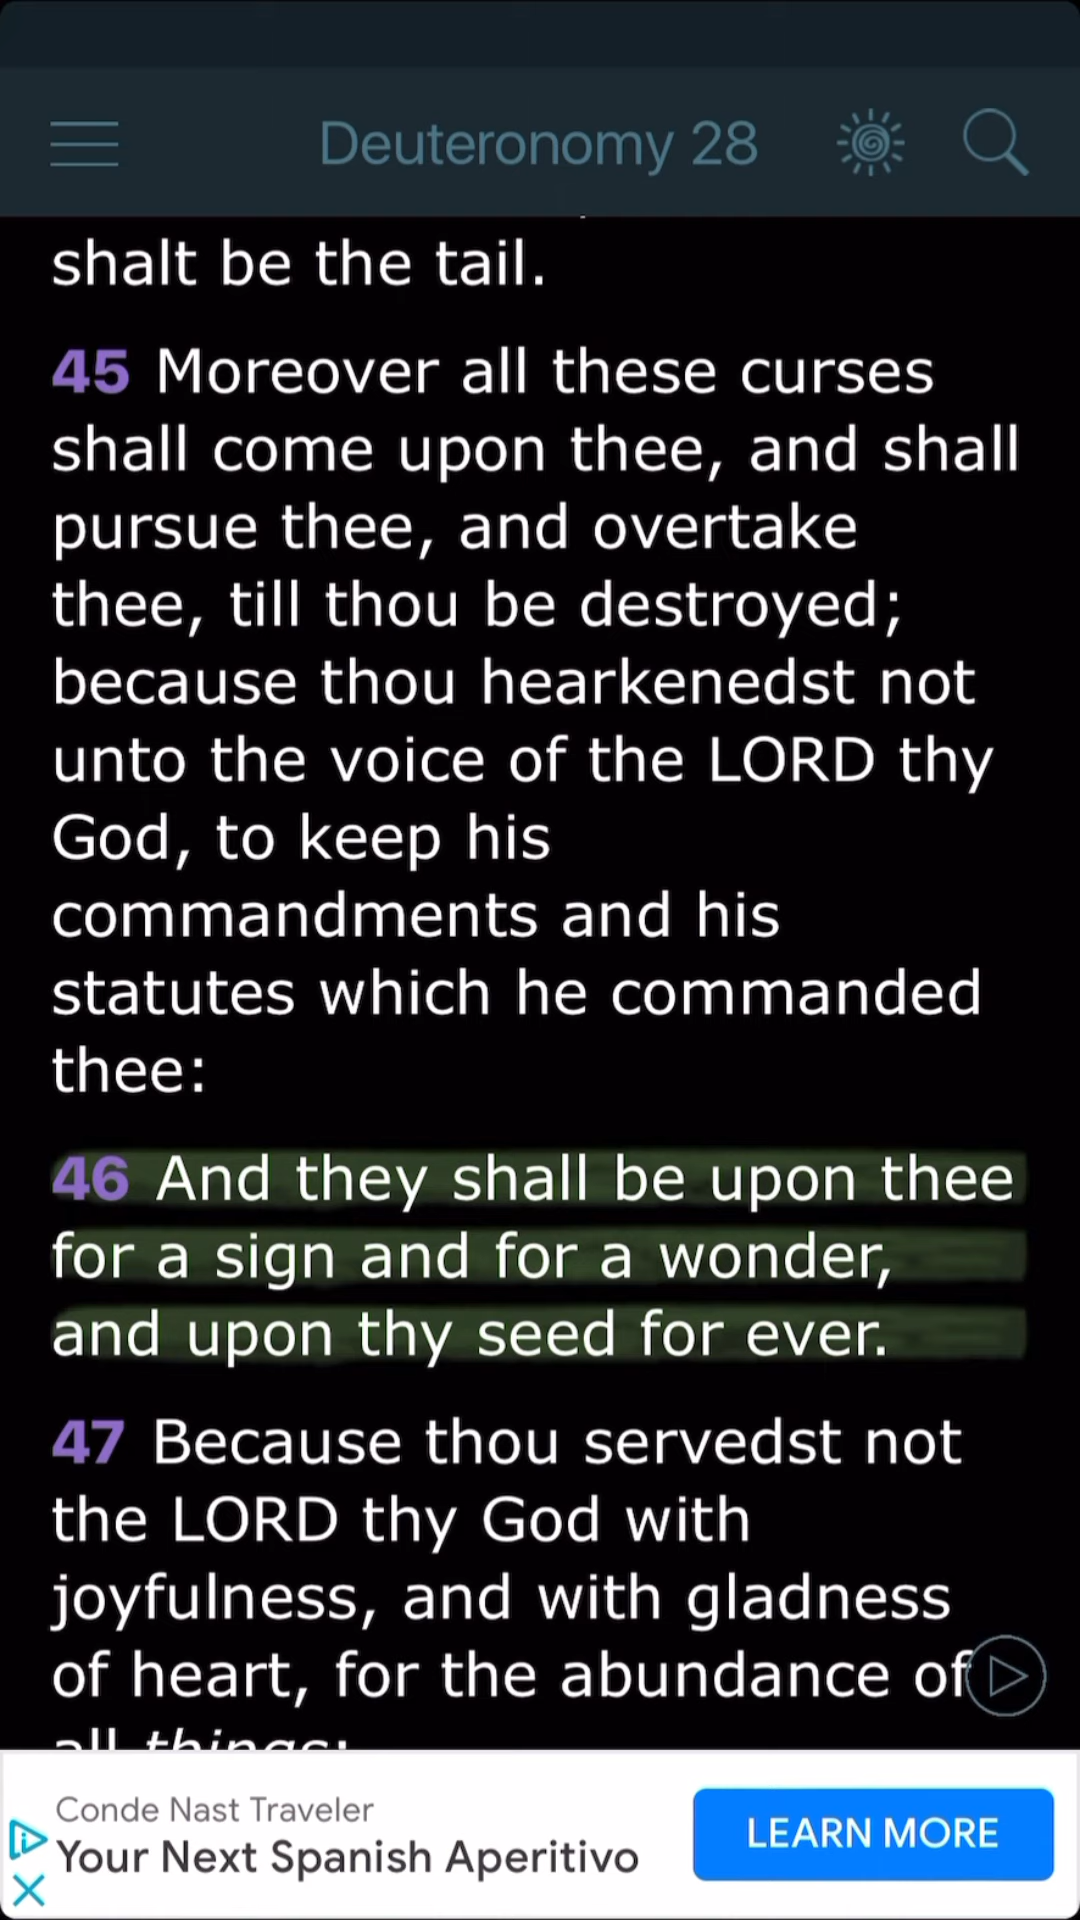 Deuteronomy 28
shalt be the tail.
45 Moreover all these curses
shall come upon thee, and shall
pursue thee, and overtake
thee, till thou be destroyed;
because thou hearkenedst not
unto the voice of the LORD thy
God, to keep his
commandments and his
statutes which he commanded
thee:
46 And they shall be upon thee
for a sign and for a wonder,
and upon thy seed for ever.
47 Because thou servedst not
the LORD thy God with
joyfulness, and with gladness
of heart, for the abundance of
all things;
Conde Nast Traveler
Your Next Spanish Aperitivo
LEARN MORE